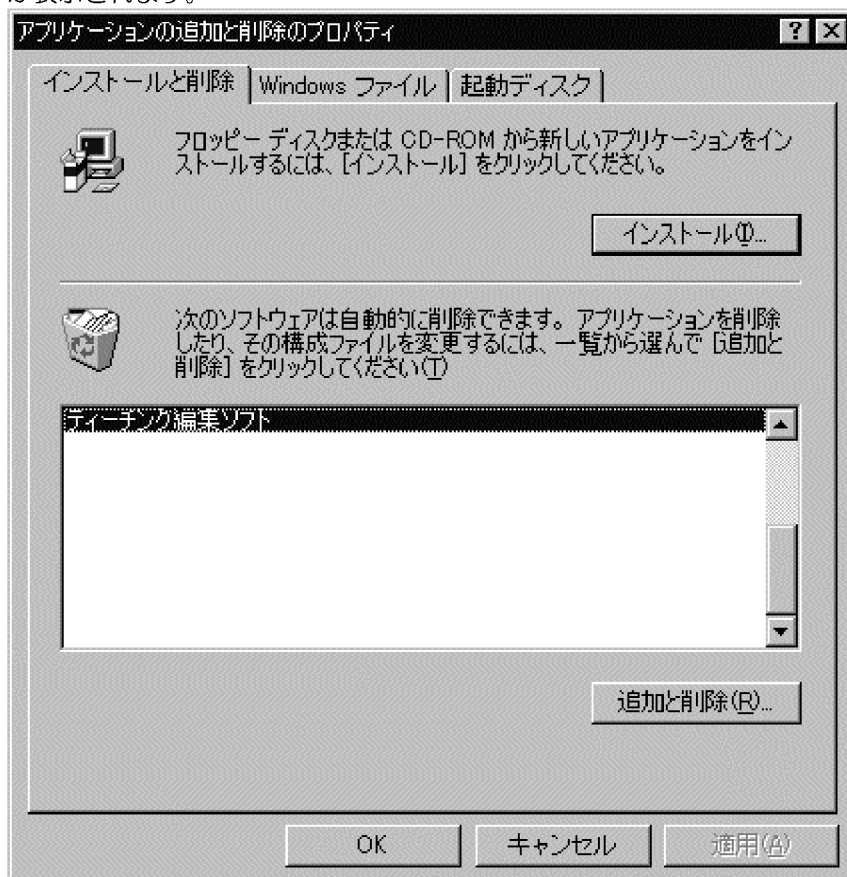 が表示されます。
アプリケーションの追加と削除のプロパティ
インストールと削除 Windows ファイル 起動ディスク
フロッピー ディスクまたは CD-ROM から新しいアプリケーションをイン
ストールするには、[インストール] をクリックしてください。
インストール(I)...
次のソフトウェアは自動的に削除できます。アプリケーションを削除
したり、その構成ファイルを変更するには、一覧から選んで [追加と
削除] をクリックしてください(T)
ティーチング編集ソフト
追加と削除(R)...
OK キャンセル 適用(A)